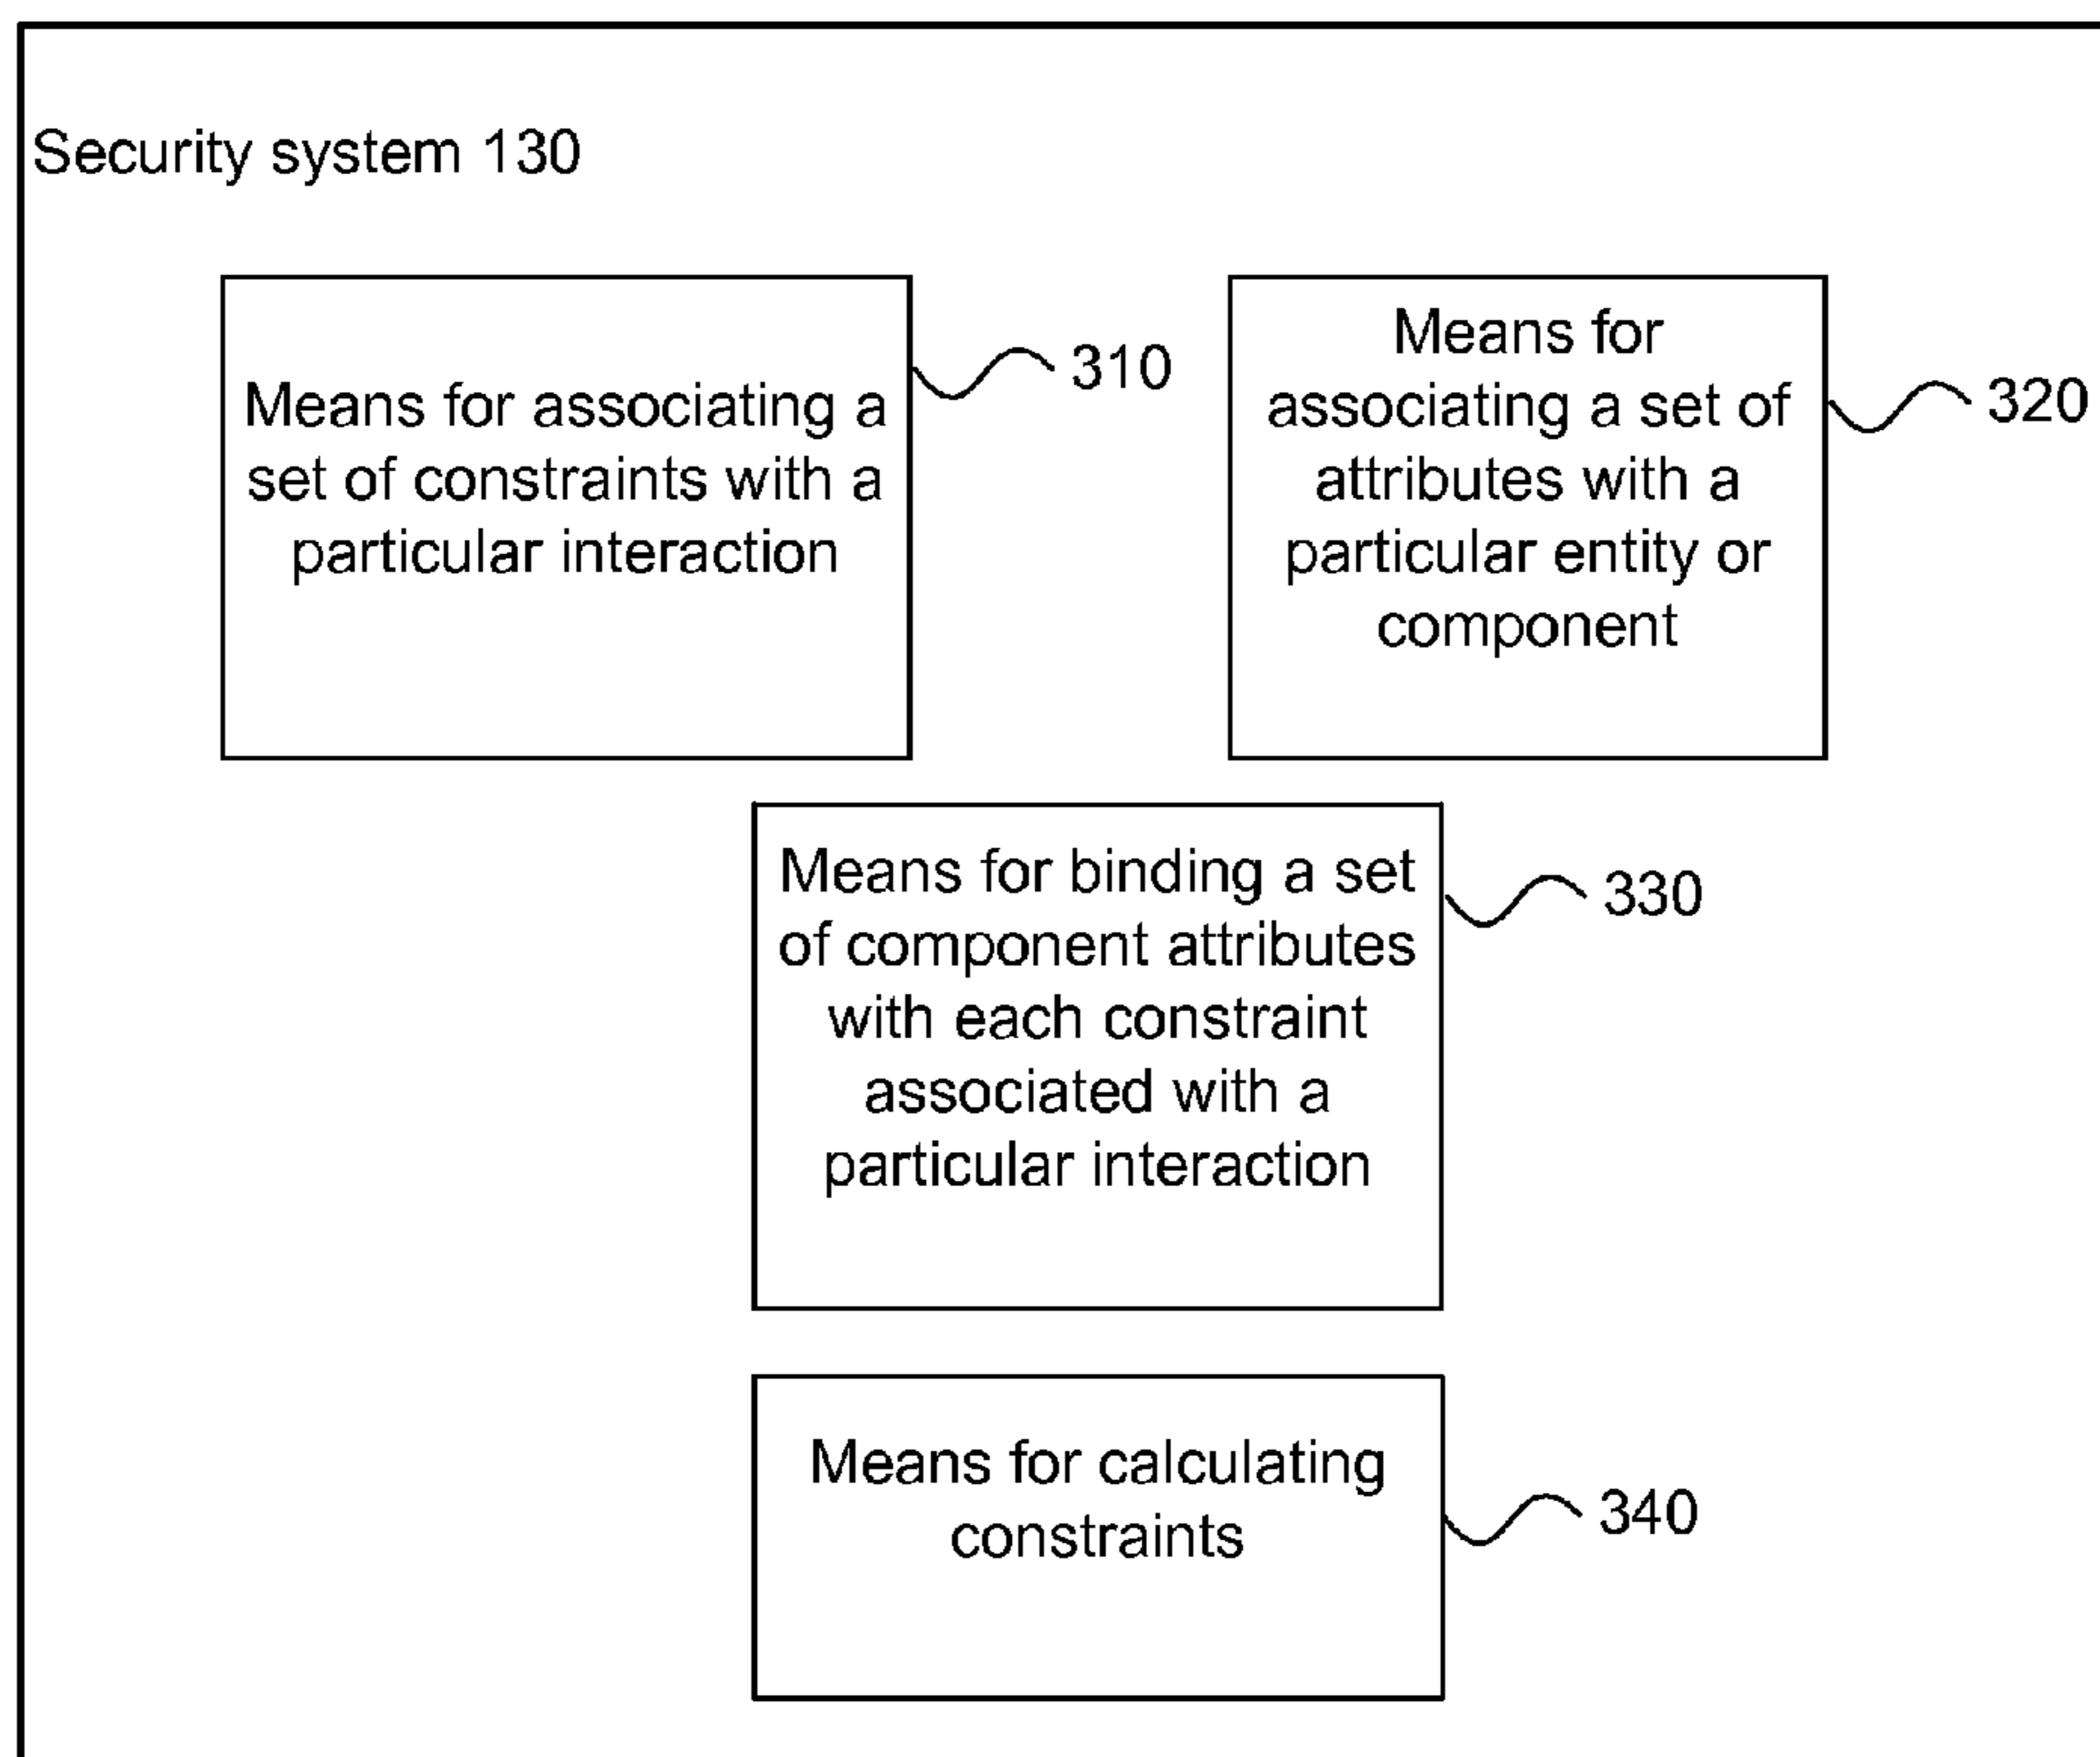 Security system 130
Means for associating a
set of constraints with a
particular interaction
310
Means for
associating a set of
attributes with a
particular entity or
component
320
Means for binding a set
of component attributes
with each constraint
associated with a
particular interaction
330
Means for calculating
constraints
340